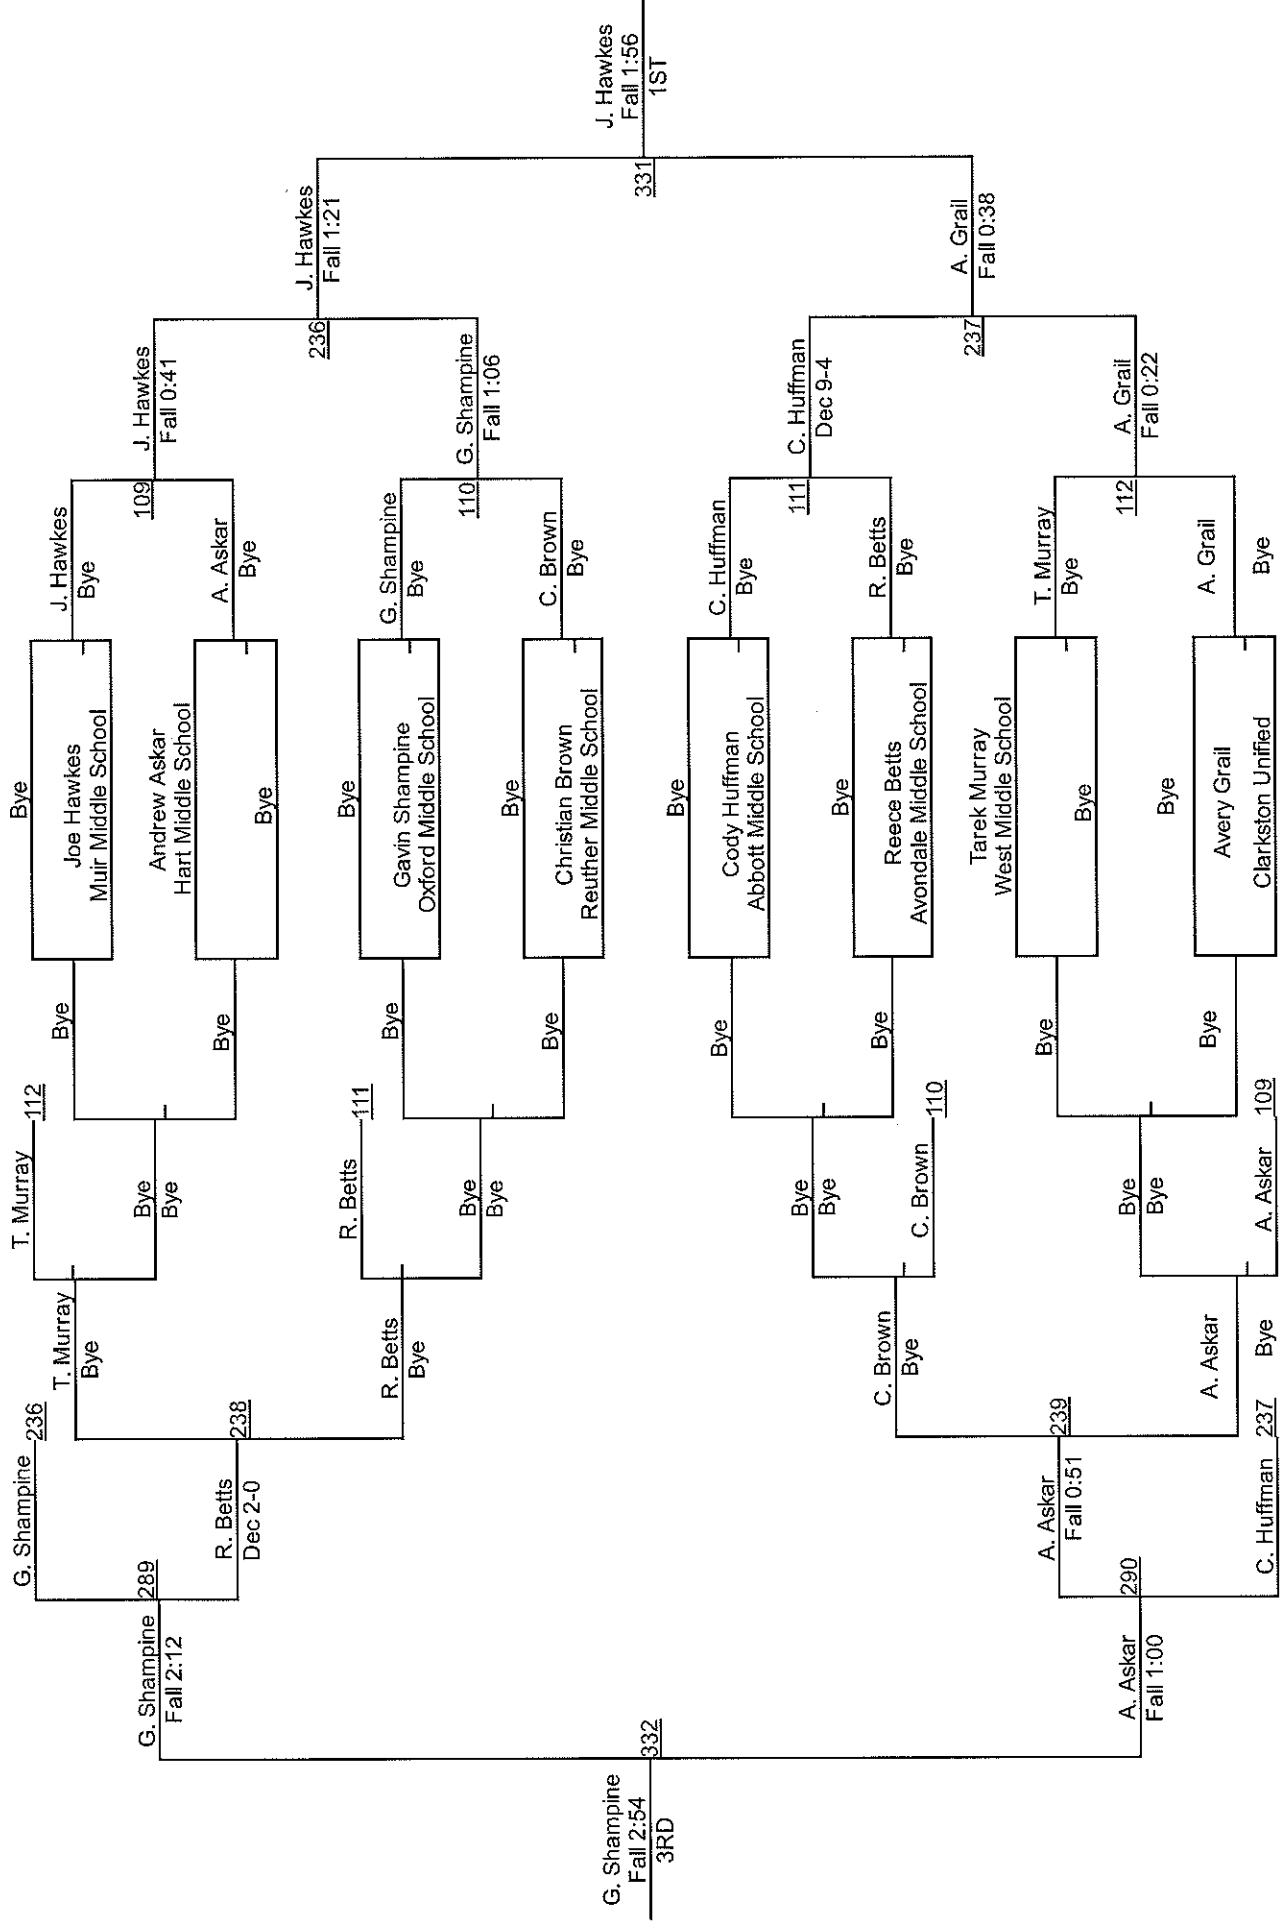 Bye
Joe Hawkes
Muir Middle School
Andrew Askar
Hart Middle School
Bye
Bye
Gavin Shampine
Oxford Middle School
Bye
Christian Brown
Reuther Middle School
Bye
Cody Huffman
Abbott Middle School
Bye
Reece Betts
Avondale Middle School
Tarek Murray
West Middle School
Bye
Bye
Avery Grail
Clarkston Unified
J. Hawkes
Bye
A. Askar
Bye
G. Shampine
Bye
C. Brown
Bye
C. Huffman
Bye
R. Betts
Bye
T. Murray
Bye
A. Grail
Bye
109
110
111
112
J. Hawkes
Fall 0:41
G. Shampine
Fall 1:06
C. Huffman
Dec 9-4
A. Grail
Fall 0:22
236
237
J. Hawkes
Fall 1:21
A. Grail
Fall 0:38
331
J. Hawkes
Fall 1:56
1ST
Bye
Bye
Bye
Bye
Bye
Bye
Bye
Bye
T. Murray 112
Bye
Bye
R. Betts 111
Bye
Bye
Bye
Bye
C. Brown 110
Bye
Bye
A. Askar 109
T. Murray
Bye
R. Betts
Bye
C. Brown
Bye
A. Askar
Bye
G. Shampine 236
238
R. Betts
Dec 2-0
239
A. Askar
Fall 0:51
C. Huffman 237
289
G. Shampine
Fall 2:12
290
A. Askar
Fall 1:00
332
G. Shampine
Fall 2:54
3RD